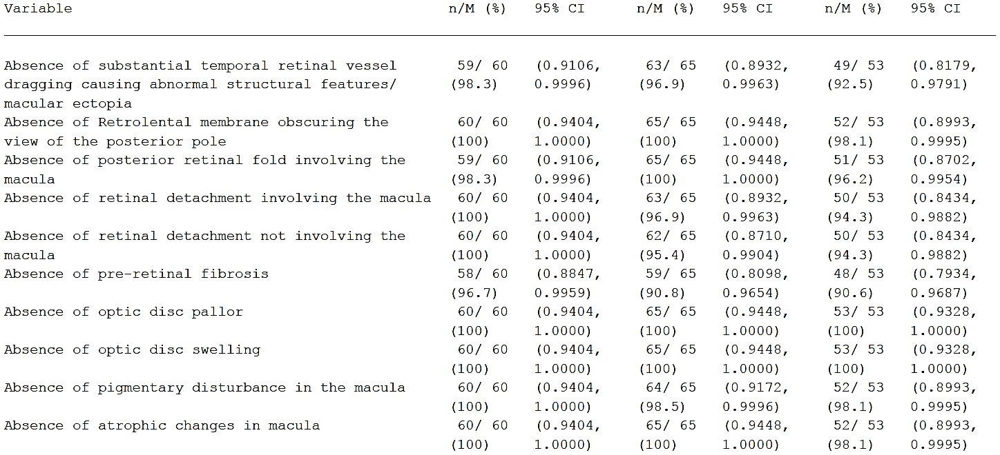 Variable n/M (%) 95% CI n/M (%) 95% CI n/M (%) 95% CI
Absence of substantial temporal retinal vessel 59/ 60 (0.9106, 63/ 65 (0.8932, 49/ 53 (0.8179,
dragging causing abnormal structural features/ (98.3) 0.9996) (96.9) 0.9963) (92.5) 0.9791)
macular ectopia
Absence of Retrolental membrane obscuring the 60/ 60 (0.9404, 65/ 65 (0.9448, 52/ 53 (0.8993,
view of the posterior pole (100) 1.0000) (100) 1.0000) (98.1) 0.9995)
Absence of posterior retinal fold involving the 59/ 60 (0.9106, 65/ 65 (0.9448, 51/ 53 (0.8702,
macula (98.3) 0.9996) (100) 1.0000) (96.2) 0.9954)
Absence of retinal detachment involving the macula 60/ 60 (0.9404, 63/ 65 (0.8932, 50/ 53 (0.8434,
(100) 1.0000) (96.9) 0.9963) (94.3) 0.9882)
Absence of retinal detachment not involving the 60/ 60 (0.9404, 62/ 65 (0.8710, 50/ 53 (0.8434,
macula (100) 1.0000) (95.4) 0.9904) (94.3) 0.9882)
Absence of pre-retinal fibrosis 58/ 60 (0.8847, 59/ 65 (0.8098, 48/ 53 (0.7934,
(96.7) 0.9959) (90.8) 0.9654) (90.6) 0.9687)
Absence of optic disc pallor 60/ 60 (0.9404, 65/ 65 (0.9448, 53/ 53 (0.9328,
(100) 1.0000) (100) 1.0000) (100) 1.0000)
Absence of optic disc swelling 60/ 60 (0.9404, 65/ 65 (0.9448, 53/ 53 (0.9328,
(100) 1.0000) (100) 1.0000) (100) 1.0000)
Absence of pigmentary disturbance in the macula 60/ 60 (0.9404, 64/ 65 (0.9172, 52/ 53 (0.8993,
(100) 1.0000) (98.5) 0.9996) (98.1) 0.9995)
Absence of atrophic changes in macula 60/ 60 (0.9404, 65/ 65 (0.9448, 52/ 53 (0.8993,
(100) 1.0000) (100) 1.0000) (98.1) 0.9995)